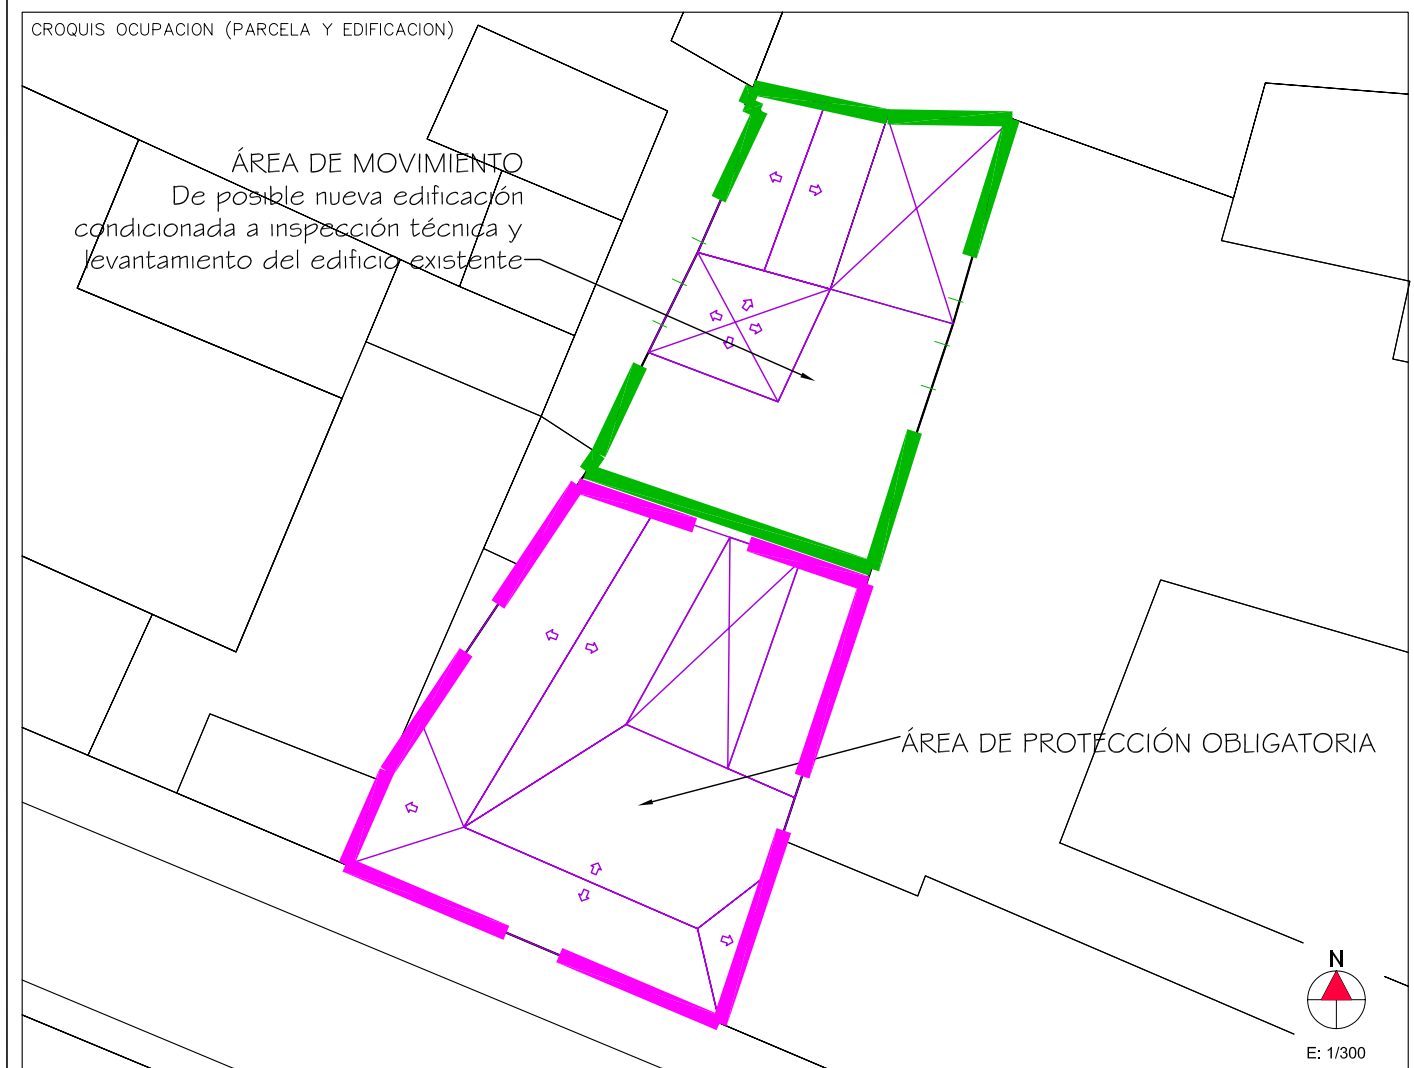 CROQUIS OCUPACION (PARCELA Y EDIFICACION)
ÁREA DE MOVIMIENTO
De posible nueva edificación
condicionada a inspección técnica y
levantamiento del edificio existente
ÁREA DE PROTECCIÓN OBLIGATORIA
N
E: 1/300